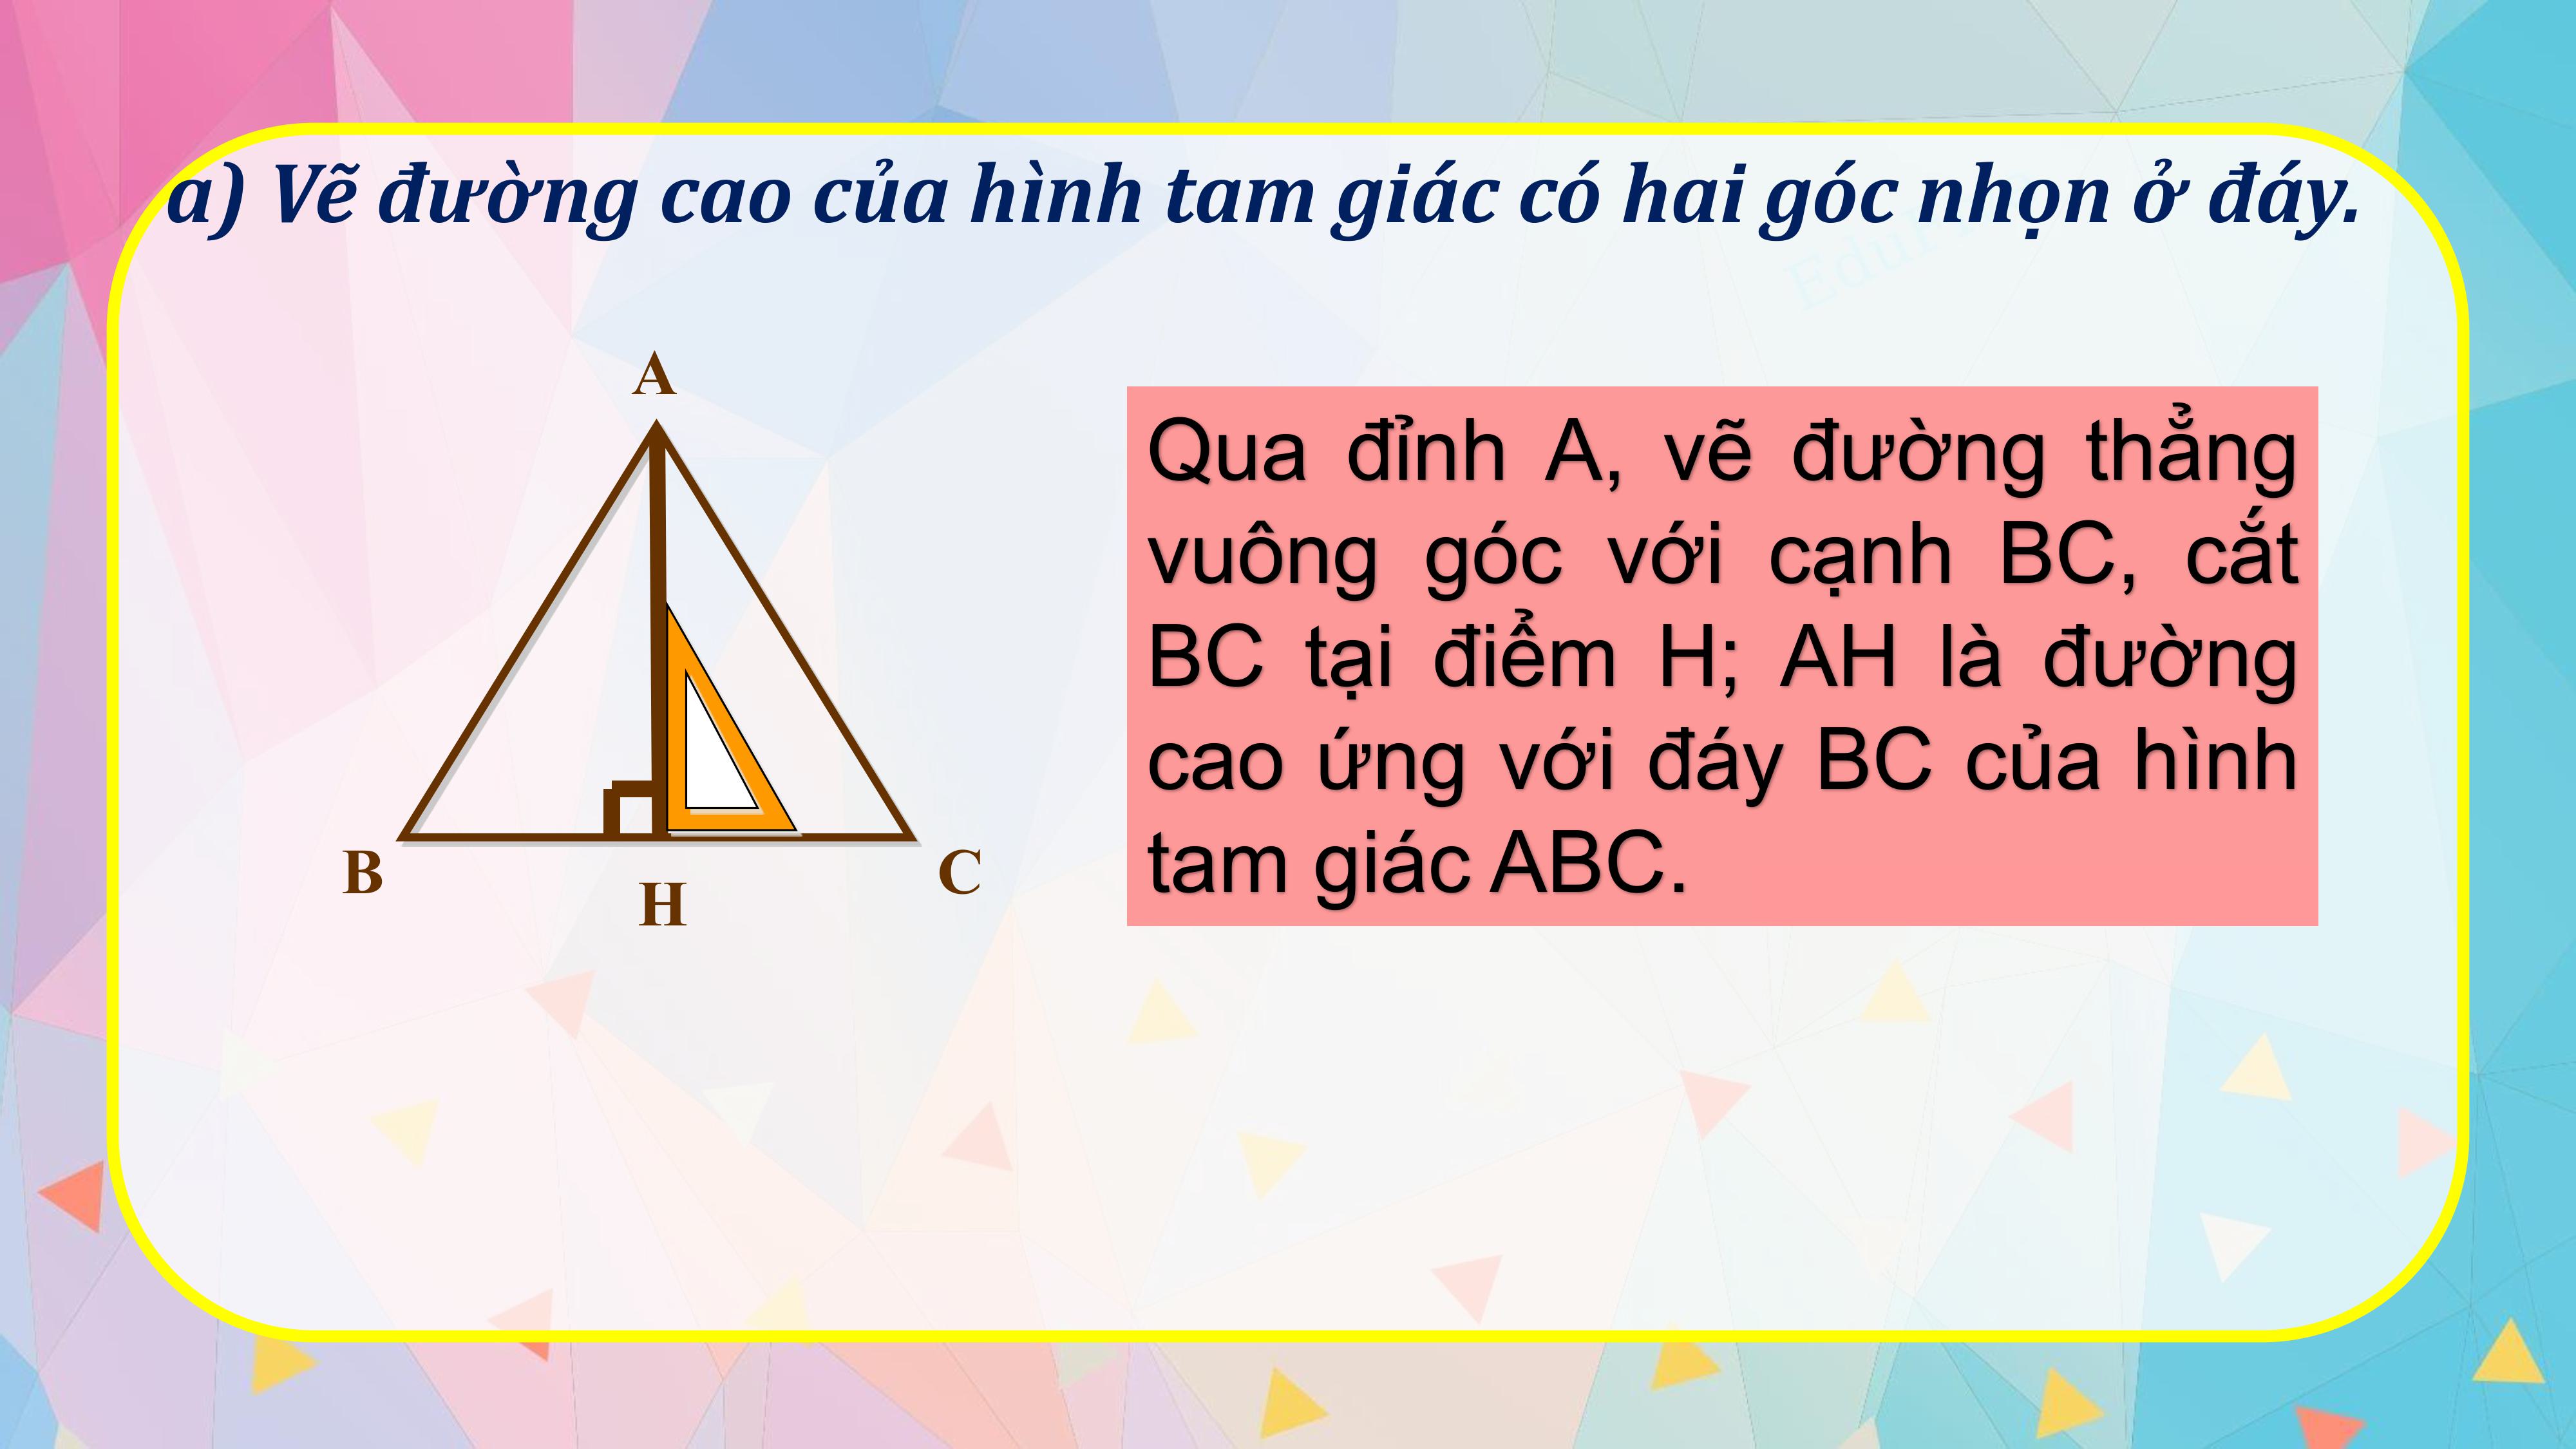 a) Vẽ đường cao của hình tam giác có hai góc nhọn ở đáy.
A
Qua đỉnh A, vẽ đường thẳng
vuông góc với cạnh BC, cắt
BC tại điểm H; AH là đường
cao ứng với đáy BC của hình
tam giác ABC.
B
C
H